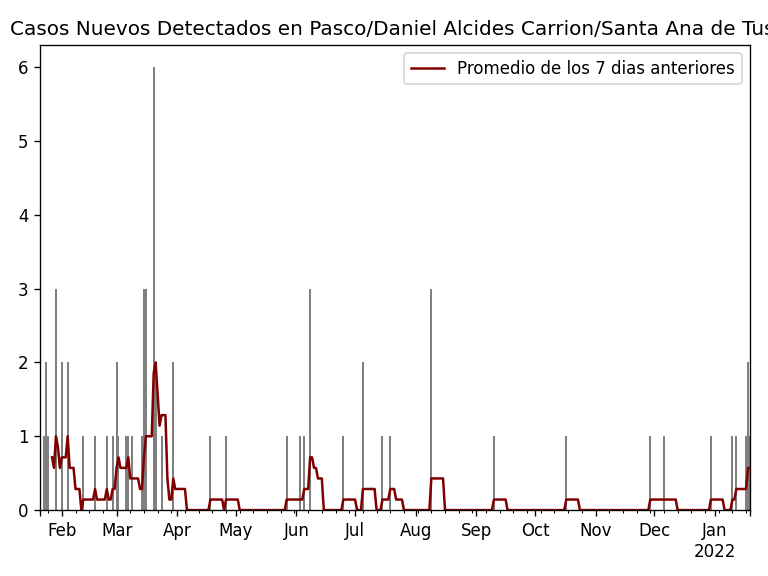 Casos Nuevos Detectados en Pasco/Daniel Alcides Carrion/Santa Ana de Tus
Promedio de los 7 dias anteriores
6
5
4
3
2
1
0
Feb Mar Apr May Jun Jul Aug Sep Oct Nov Dec Jan
2022